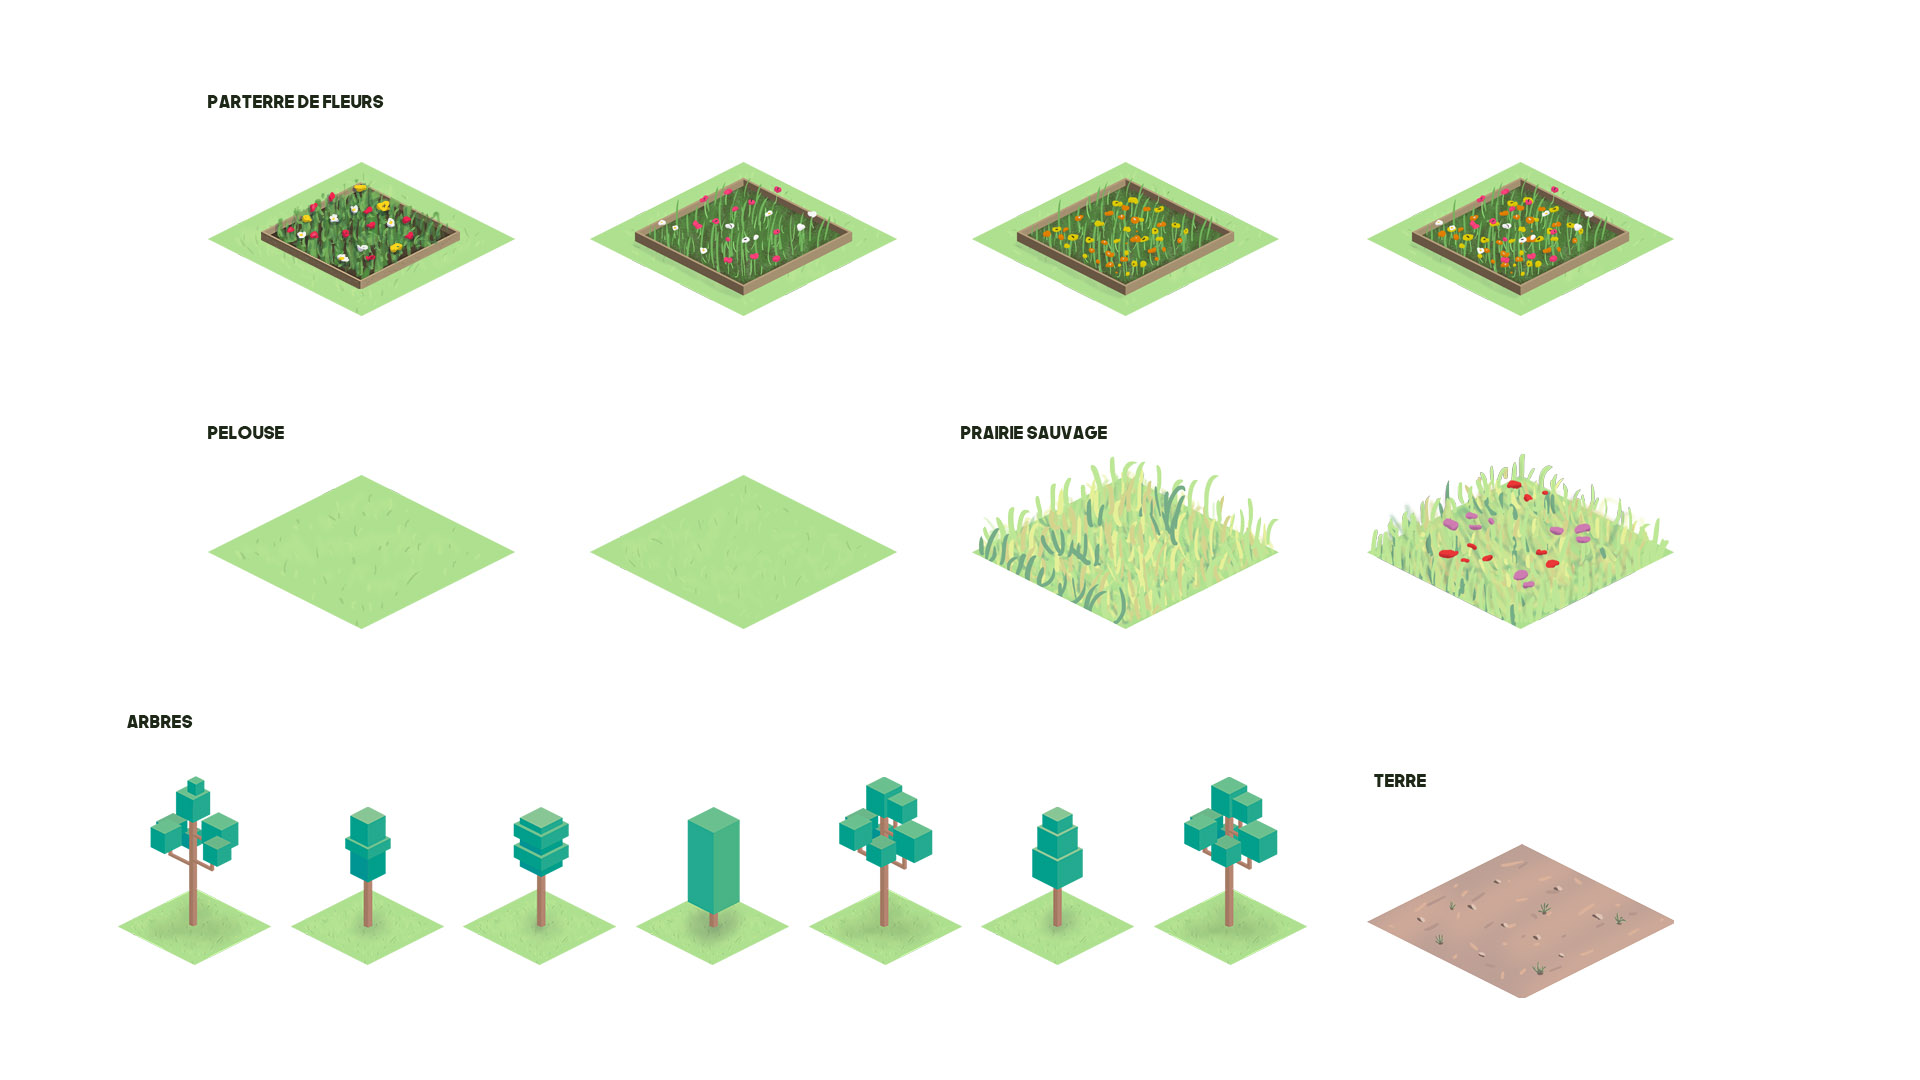 PARTERRE DE FLEURS
PELOUSE
PRAIRIE SAUVAGE
ARBRES
TERRE